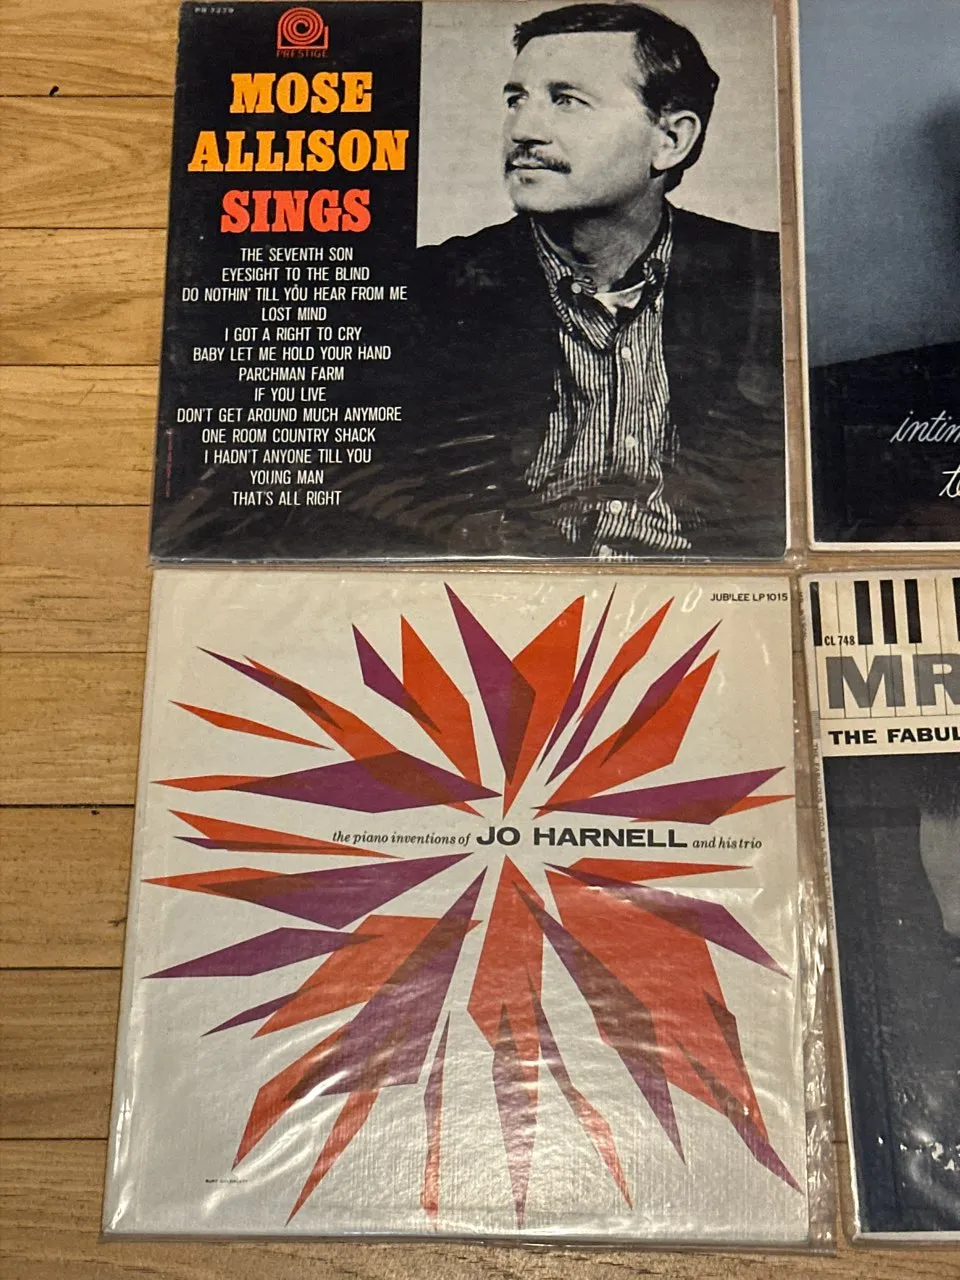 PR 7279
PRESTIGE
MOSE
ALLISON
SINGS
THE SEVENTH SON
EYESIGHT TO THE BLIND
DO NOTHIN' TILL YOU HEAR FROM ME
LOST MIND
I GOT A RIGHT TO CRY
BABY LET ME HOLD YOUR HAND
PARCHMAN FARM
IF YOU LIVE
DON'T GET AROUND MUCH ANYMORE
ONE ROOM COUNTRY SHACK
I HADN'T ANYONE TILL YOU
YOUNG MAN
THAT'S ALL RIGHT
intim
te
JUBILEE LP 1015
the piano inventions of JO HARNELL and his trio
CL 748
MR
THE FABUL